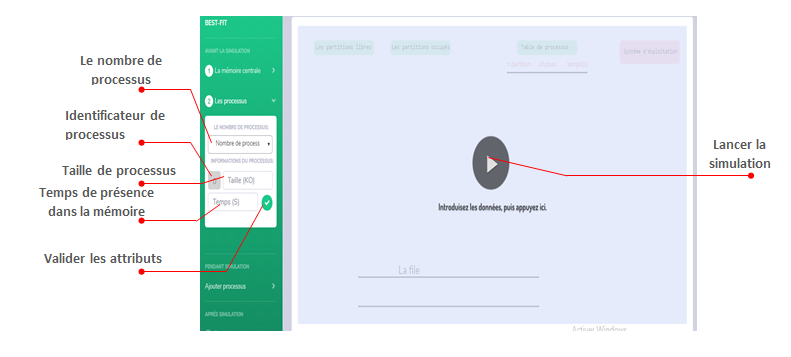 BEST-FIT
AVANT LA SIMULATION
1 La mémoire centrale
2 Les processus
LE NOMBRE DE PROCESSUS:
Nombre de process
INFORMATIONS DU PROCESSUS
Taille (KO)
Temps (S)
PENDANT SIMULATION
Ajouter processus
APRÈS SIMULATION
Le nombre de
processus
Identificateur de
processus
Taille de processus
Temps de présence
dans la mémoire
Valider les attributs
Les partitions libres
Les partitions occupés
Table de processus
Système d'exploitation
Introduisez les données, puis appuyez ici.
La file
Activer Windows
Lancer la
simulation